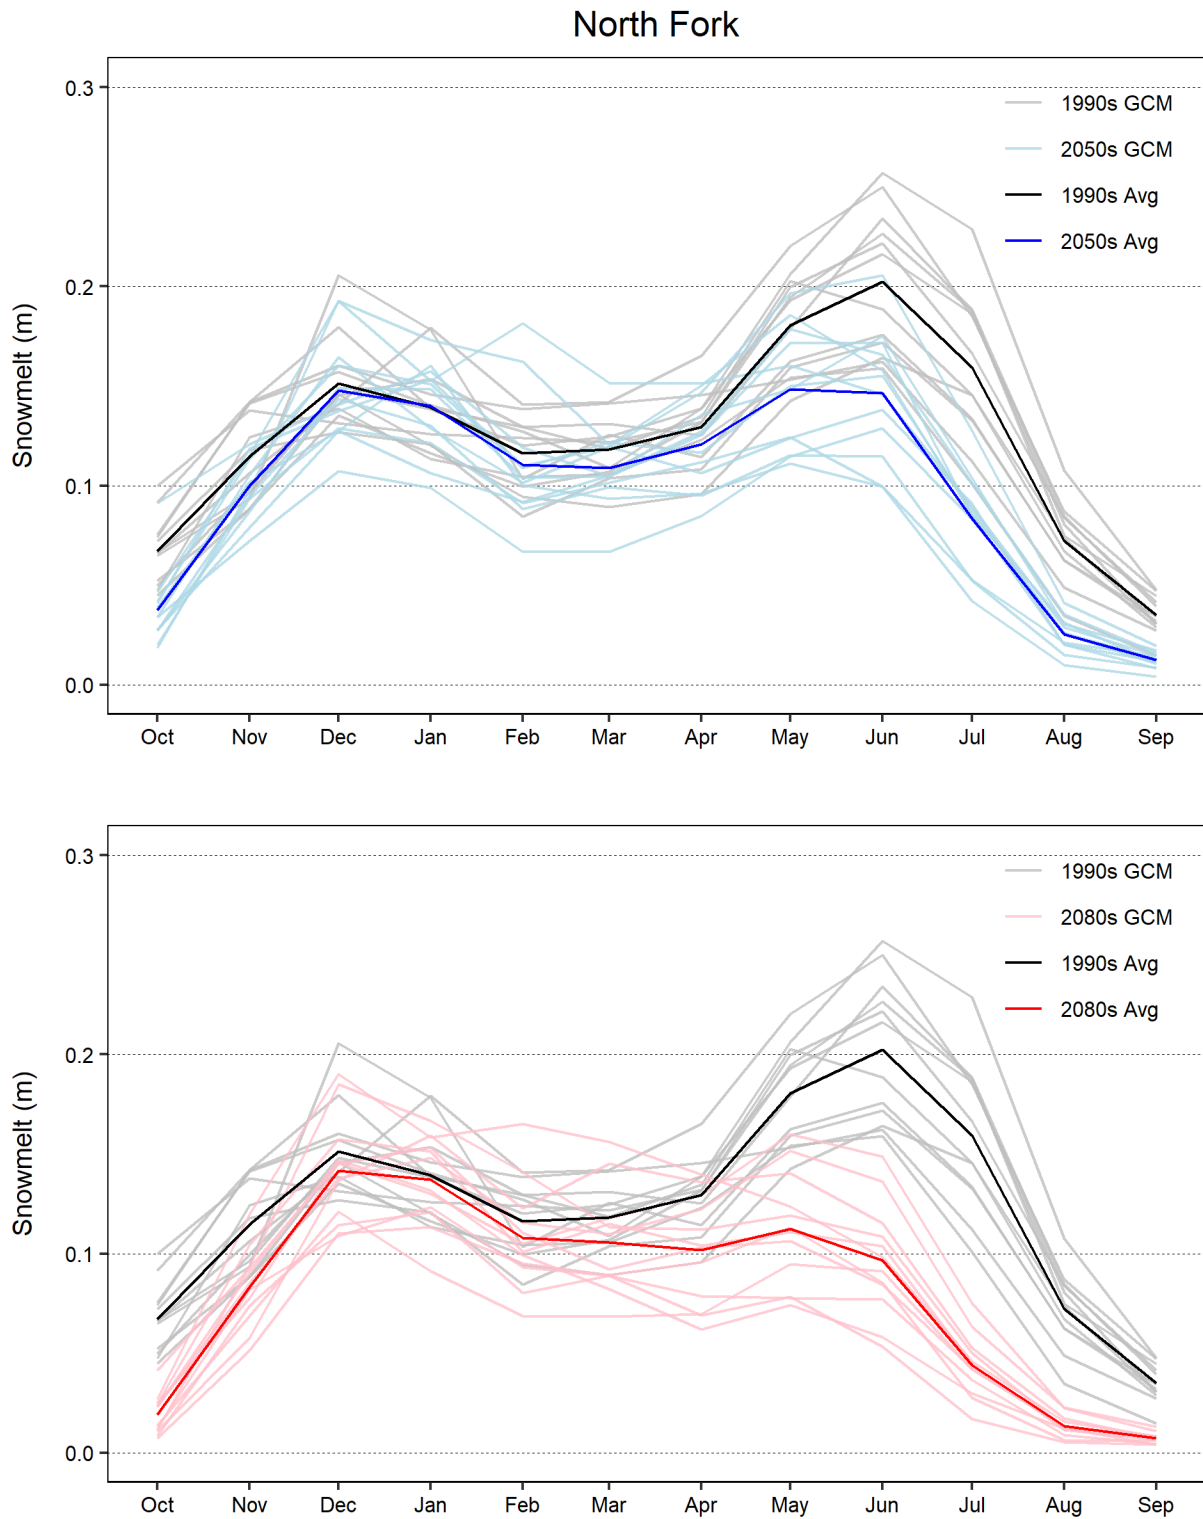 North Fork
Snowmelt (m)
0.3
0.2
0.1
0.0
1990s GCM
2050s GCM
1990s Avg
2050s Avg
Oct Nov Dec Jan Feb Mar Apr May Jun Jul Aug Sep
Snowmelt (m)
0.3
0.2
0.1
0.0
1990s GCM
2080s GCM
1990s Avg
2080s Avg
Oct Nov Dec Jan Feb Mar Apr May Jun Jul Aug Sep